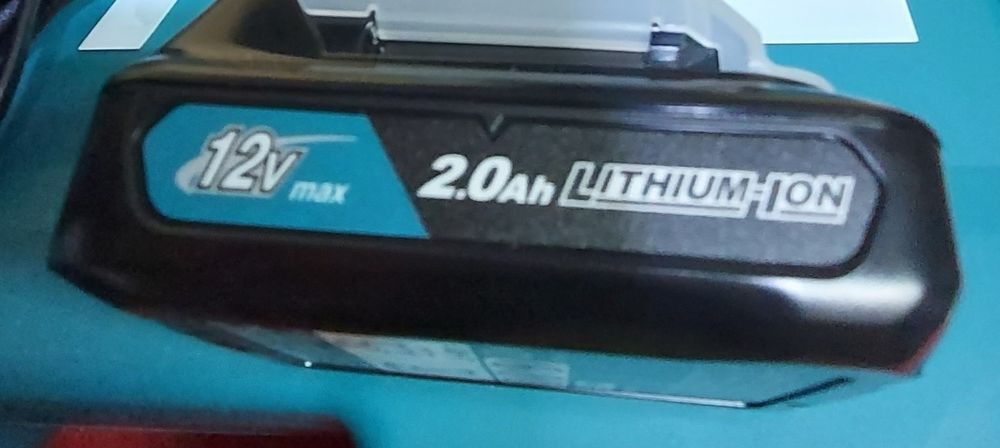 12V max 2.0Ah LITHIUM-ION